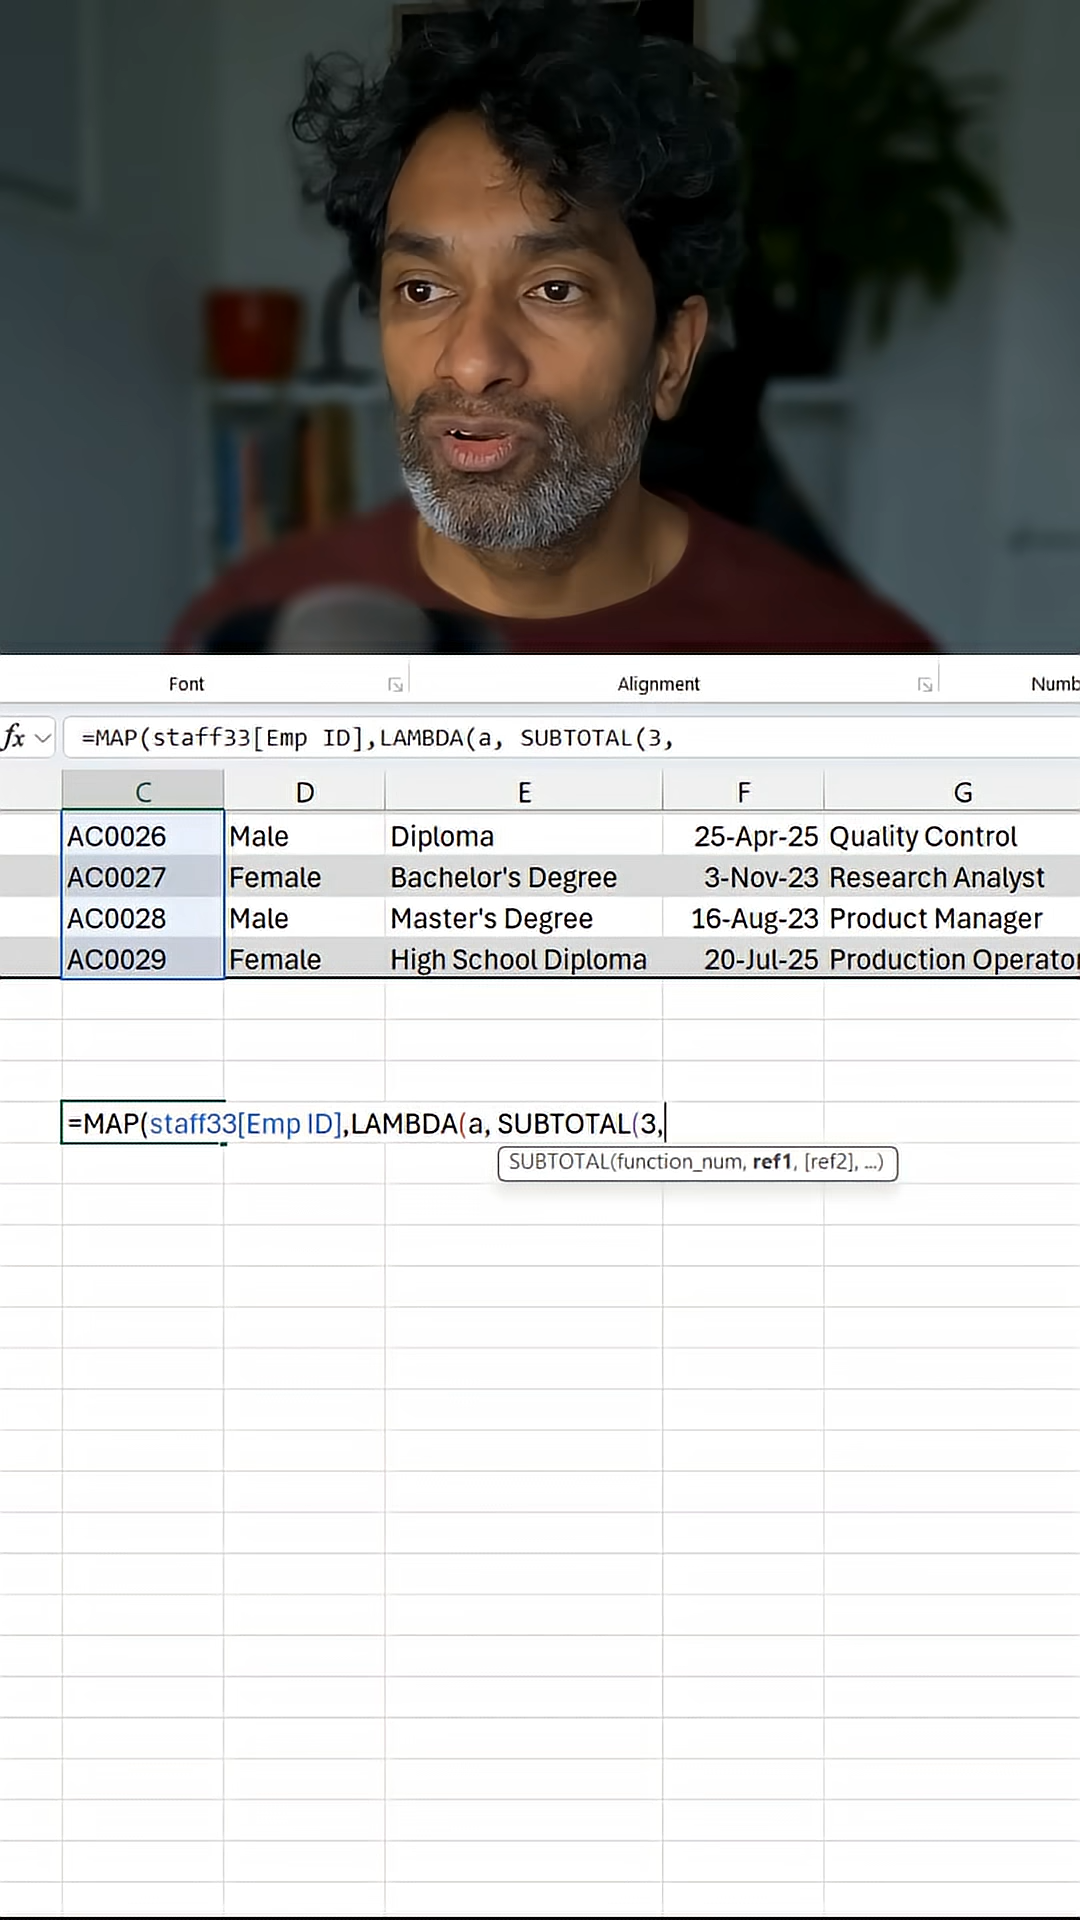 Font Alignment Numb
fx =MAP(staff33[Emp ID],LAMBDA(a, SUBTOTAL(3,
C D E F G
AC0026 Male Diploma 25-Apr-25 Quality Control
AC0027 Female Bachelor's Degree 3-Nov-23 Research Analyst
AC0028 Male Master's Degree 16-Aug-23 Product Manager
AC0029 Female High School Diploma 20-Jul-25 Production Operator
=MAP(staff33[Emp ID],LAMBDA(a, SUBTOTAL(3,
SUBTOTAL(function_num, ref1, [ref2], ...)